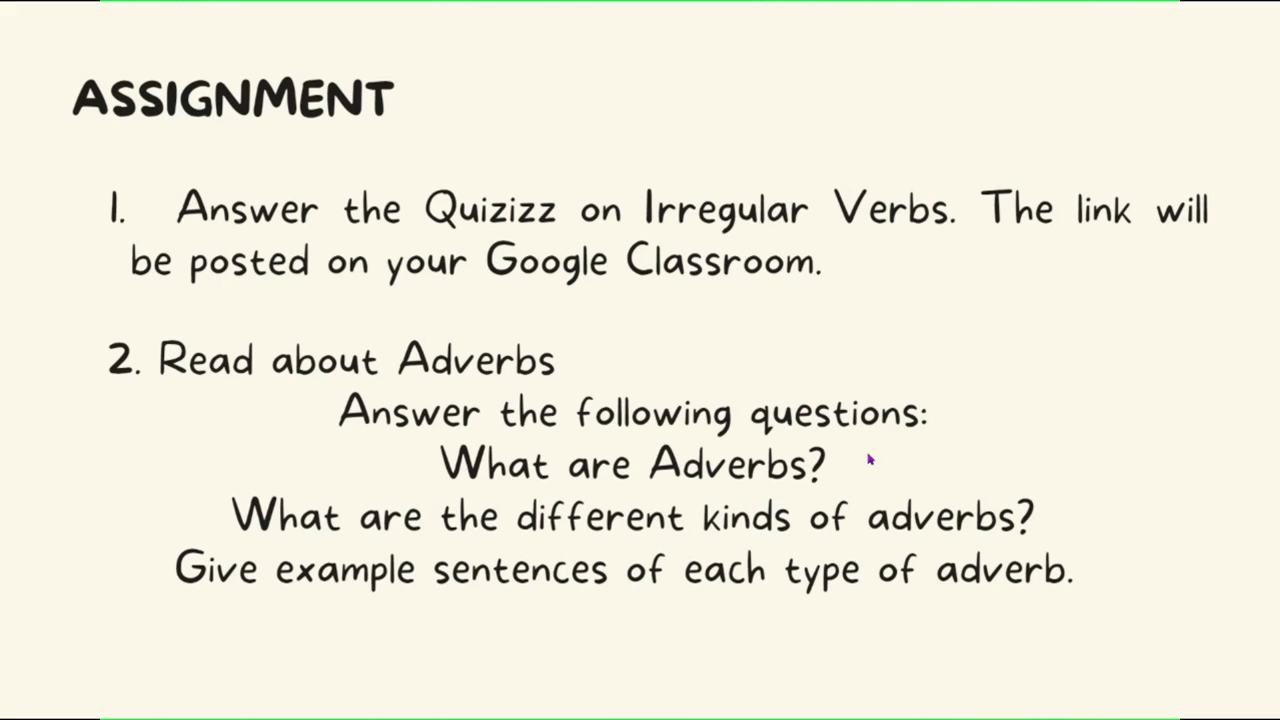 ASSIGNMENT
1. Answer the Quizizz on Irregular Verbs. The link will
be posted on your Google Classroom.
2. Read about Adverbs
Answer the following questions:
What are Adverbs?
What are the different kinds of adverbs?
Give example sentences of each type of adverb.